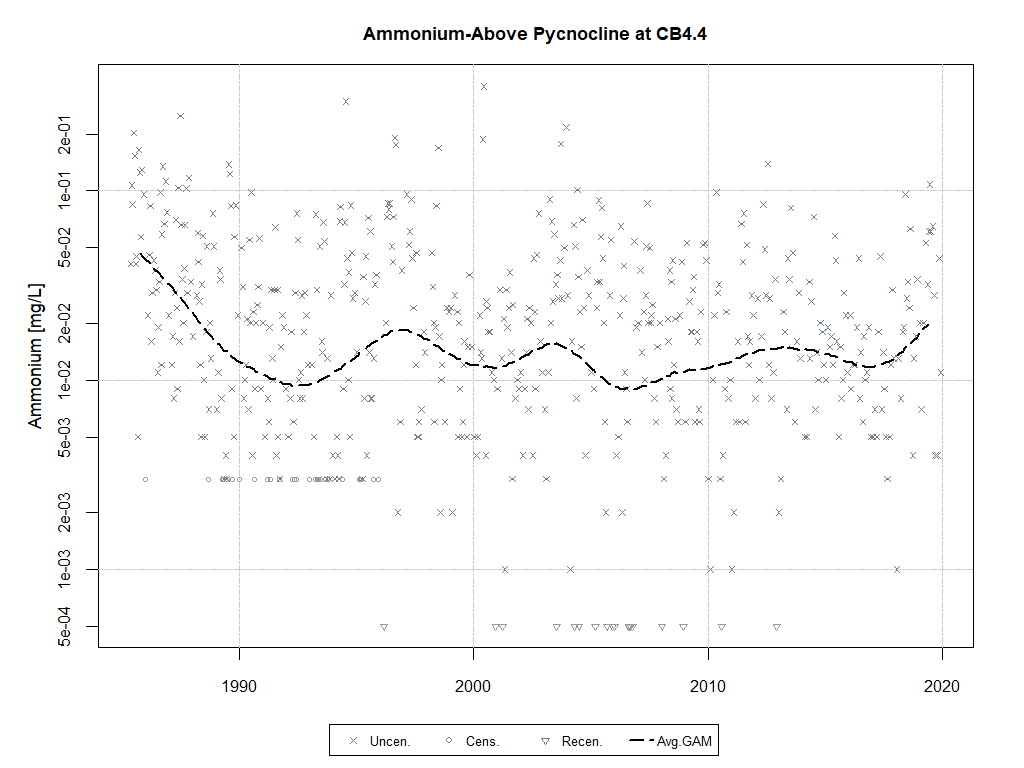 Ammonium-Above Pycnocline at CB4.4
Ammonium [mg/L]
2e-01
1e-01
5e-02
2e-02
1e-02
5e-03
2e-03
1e-03
5e-04
1990
2000
2010
2020
Uncen.
Cens.
Recen.
Avg.GAM